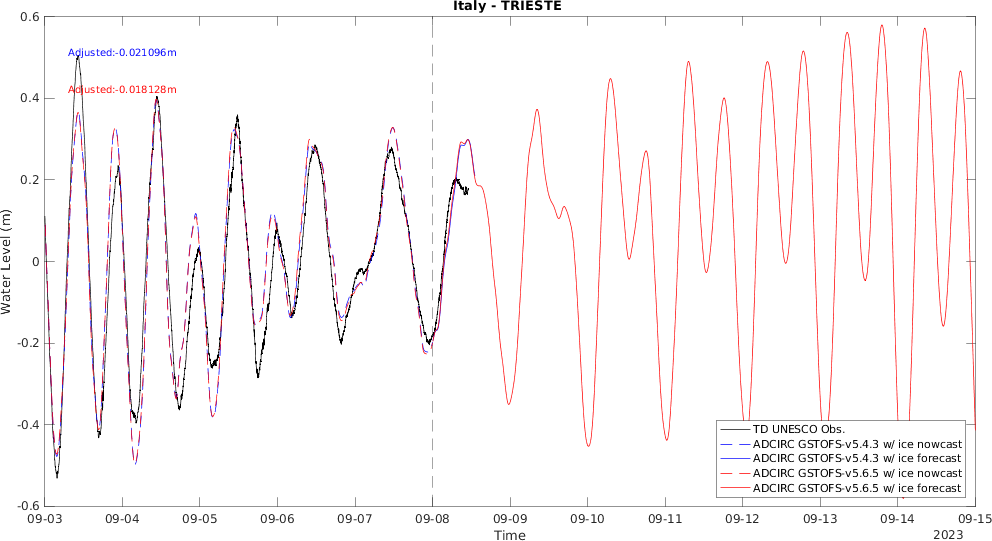 Italy - TRIESTE
0.6
Adjusted:-0.021096m
Adjusted:-0.018128m
0.4
0.2
0
-0.2
-0.4
-0.6
Water Level (m)
TD UNESCO Obs.
ADCIRC GSTOFS-v5.4.3 w/ ice nowcast
ADCIRC GSTOFS-v5.4.3 w/ ice forecast
ADCIRC GSTOFS-v5.6.5 w/ ice nowcast
ADCIRC GSTOFS-v5.6.5 w/ ice forecast
09-03 09-04 09-05 09-06 09-07 09-08 09-09 09-10 09-11 09-12 09-13 09-14 09-15
Time
2023